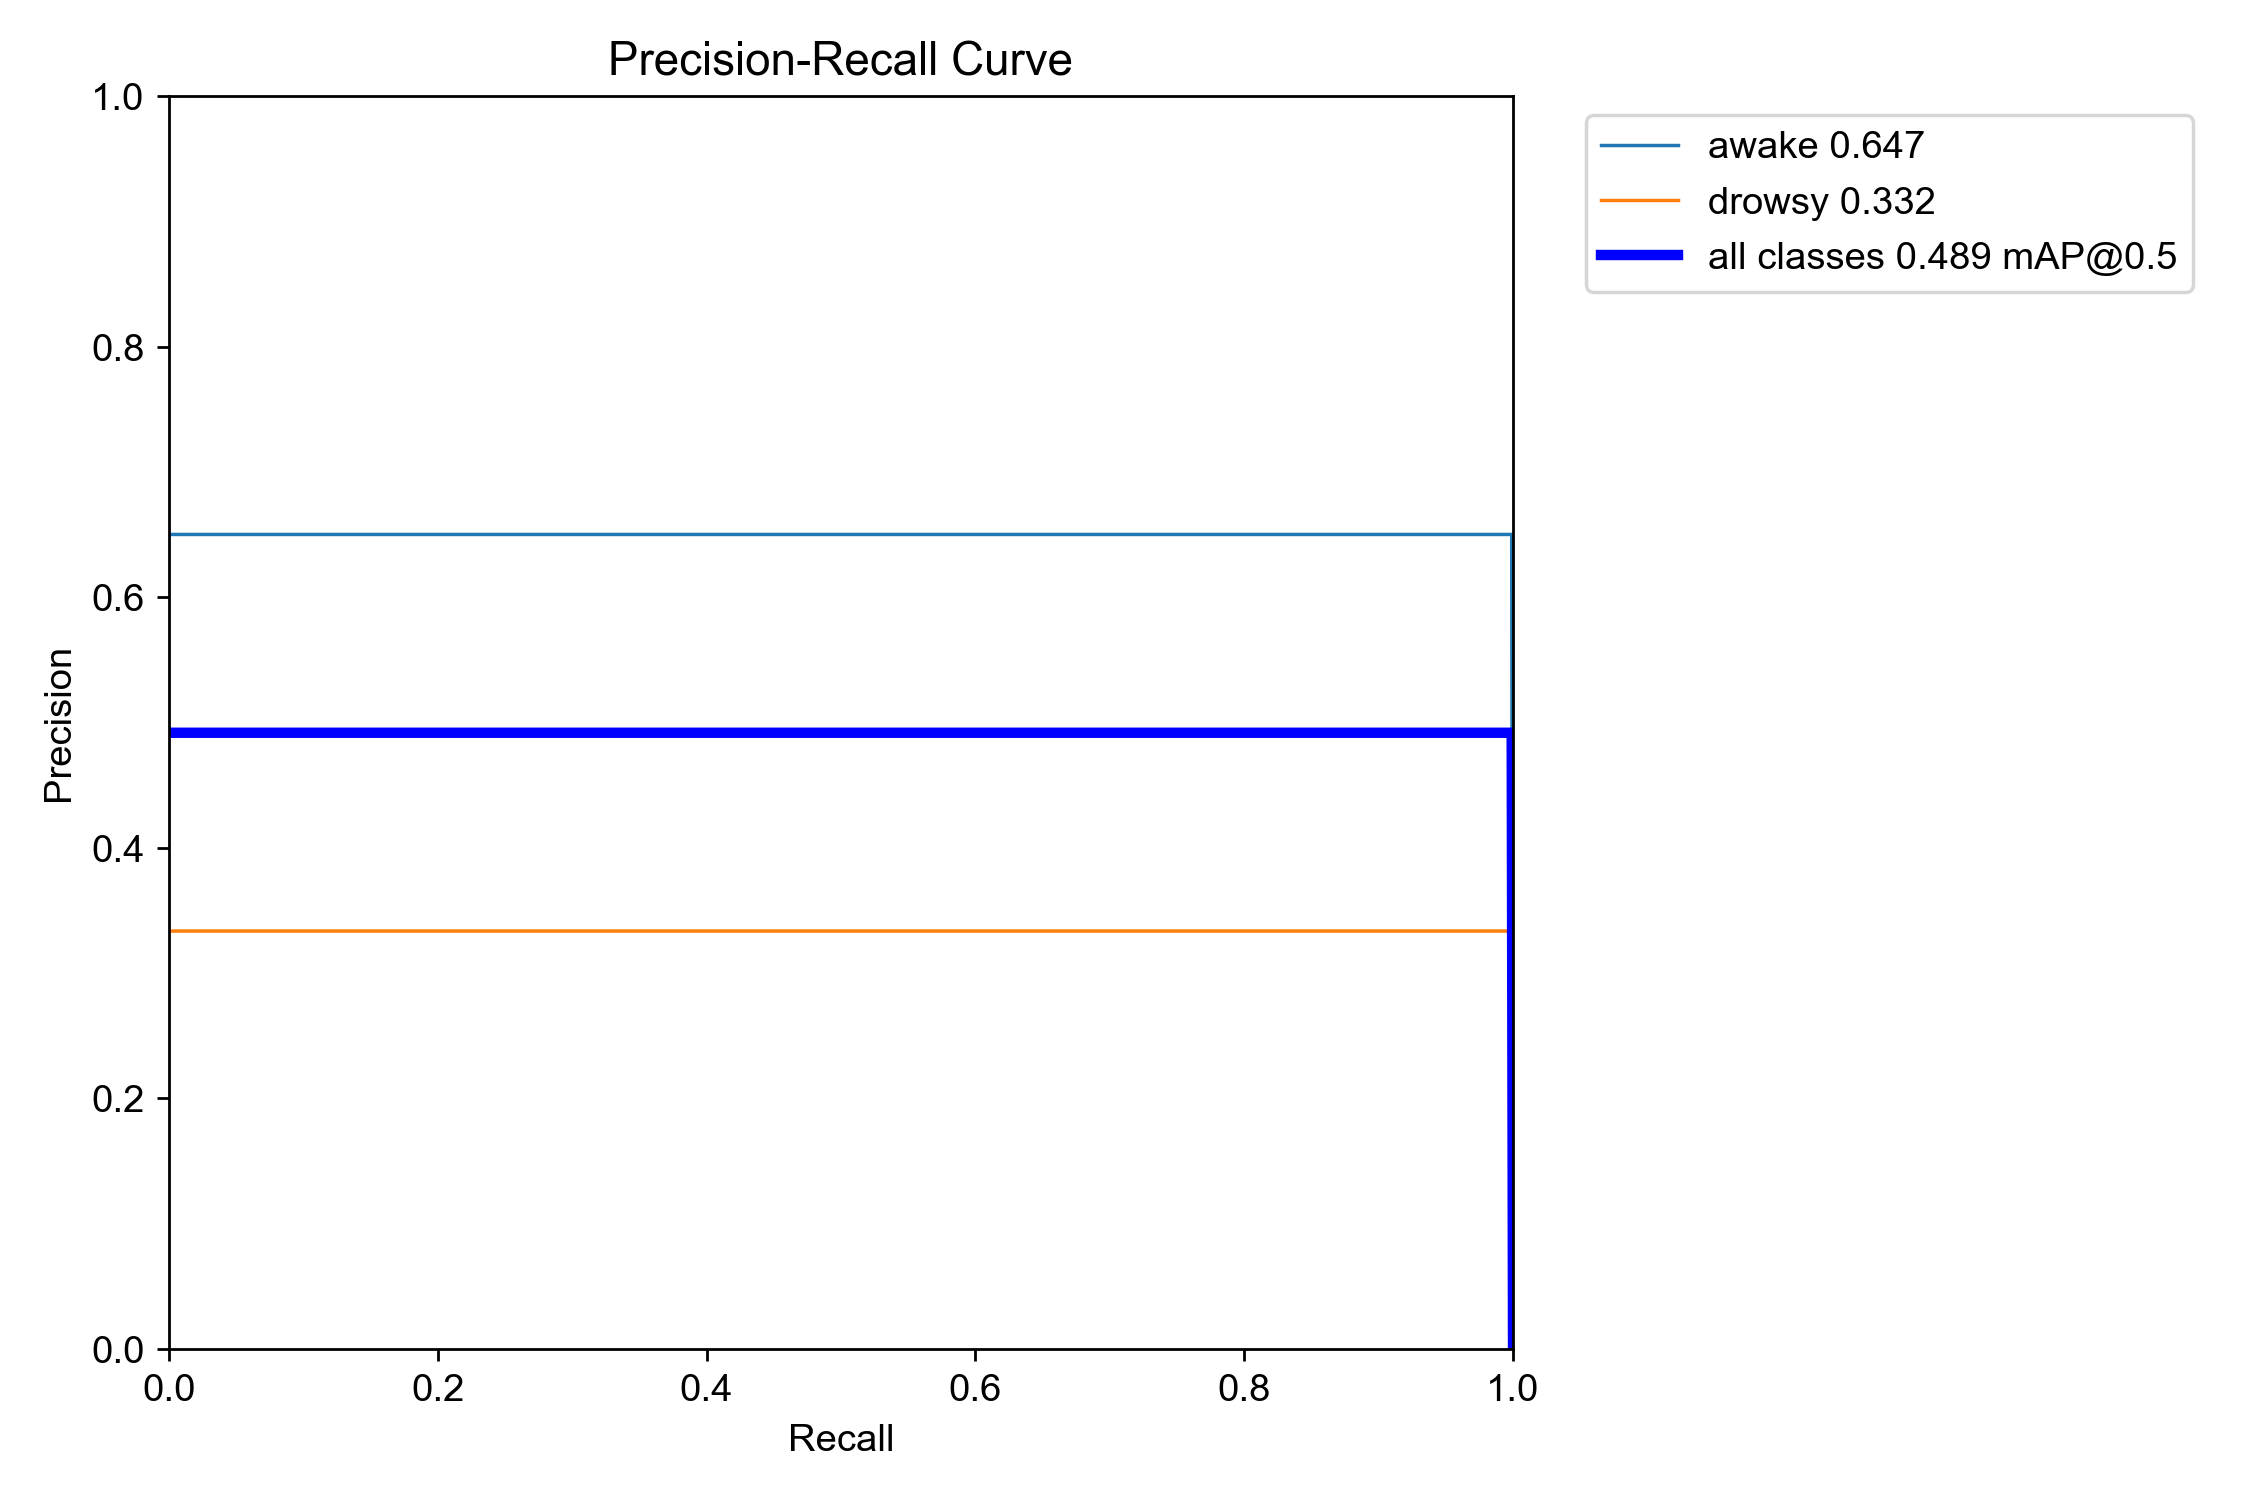 Precision-Recall Curve
1.0
0.8
0.6
0.4
0.2
0.0
Precision
0.0 0.2 0.4 0.6 0.8 1.0
Recall
awake 0.647
drowsy 0.332
all classes 0.489 mAP@0.5